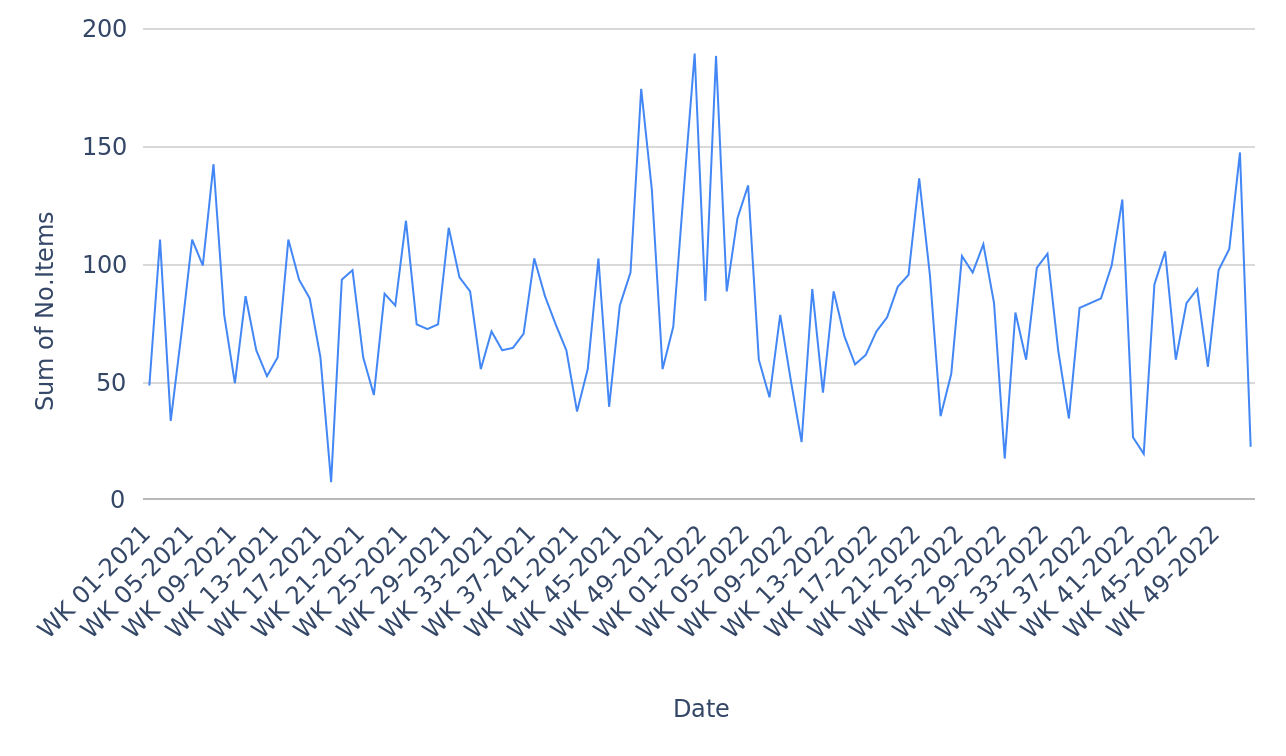 200
150
100
50
0
Sum of No.Items
WK 01-2021
WK 05-2021
WK 09-2021
WK 13-2021
WK 17-2021
WK 21-2021
WK 25-2021
WK 29-2021
WK 33-2021
WK 37-2021
WK 41-2021
WK 45-2021
WK 49-2021
WK 01-2022
WK 05-2022
WK 09-2022
WK 13-2022
WK 17-2022
WK 21-2022
WK 25-2022
WK 29-2022
WK 33-2022
WK 37-2022
WK 41-2022
WK 45-2022
WK 49-2022
Date